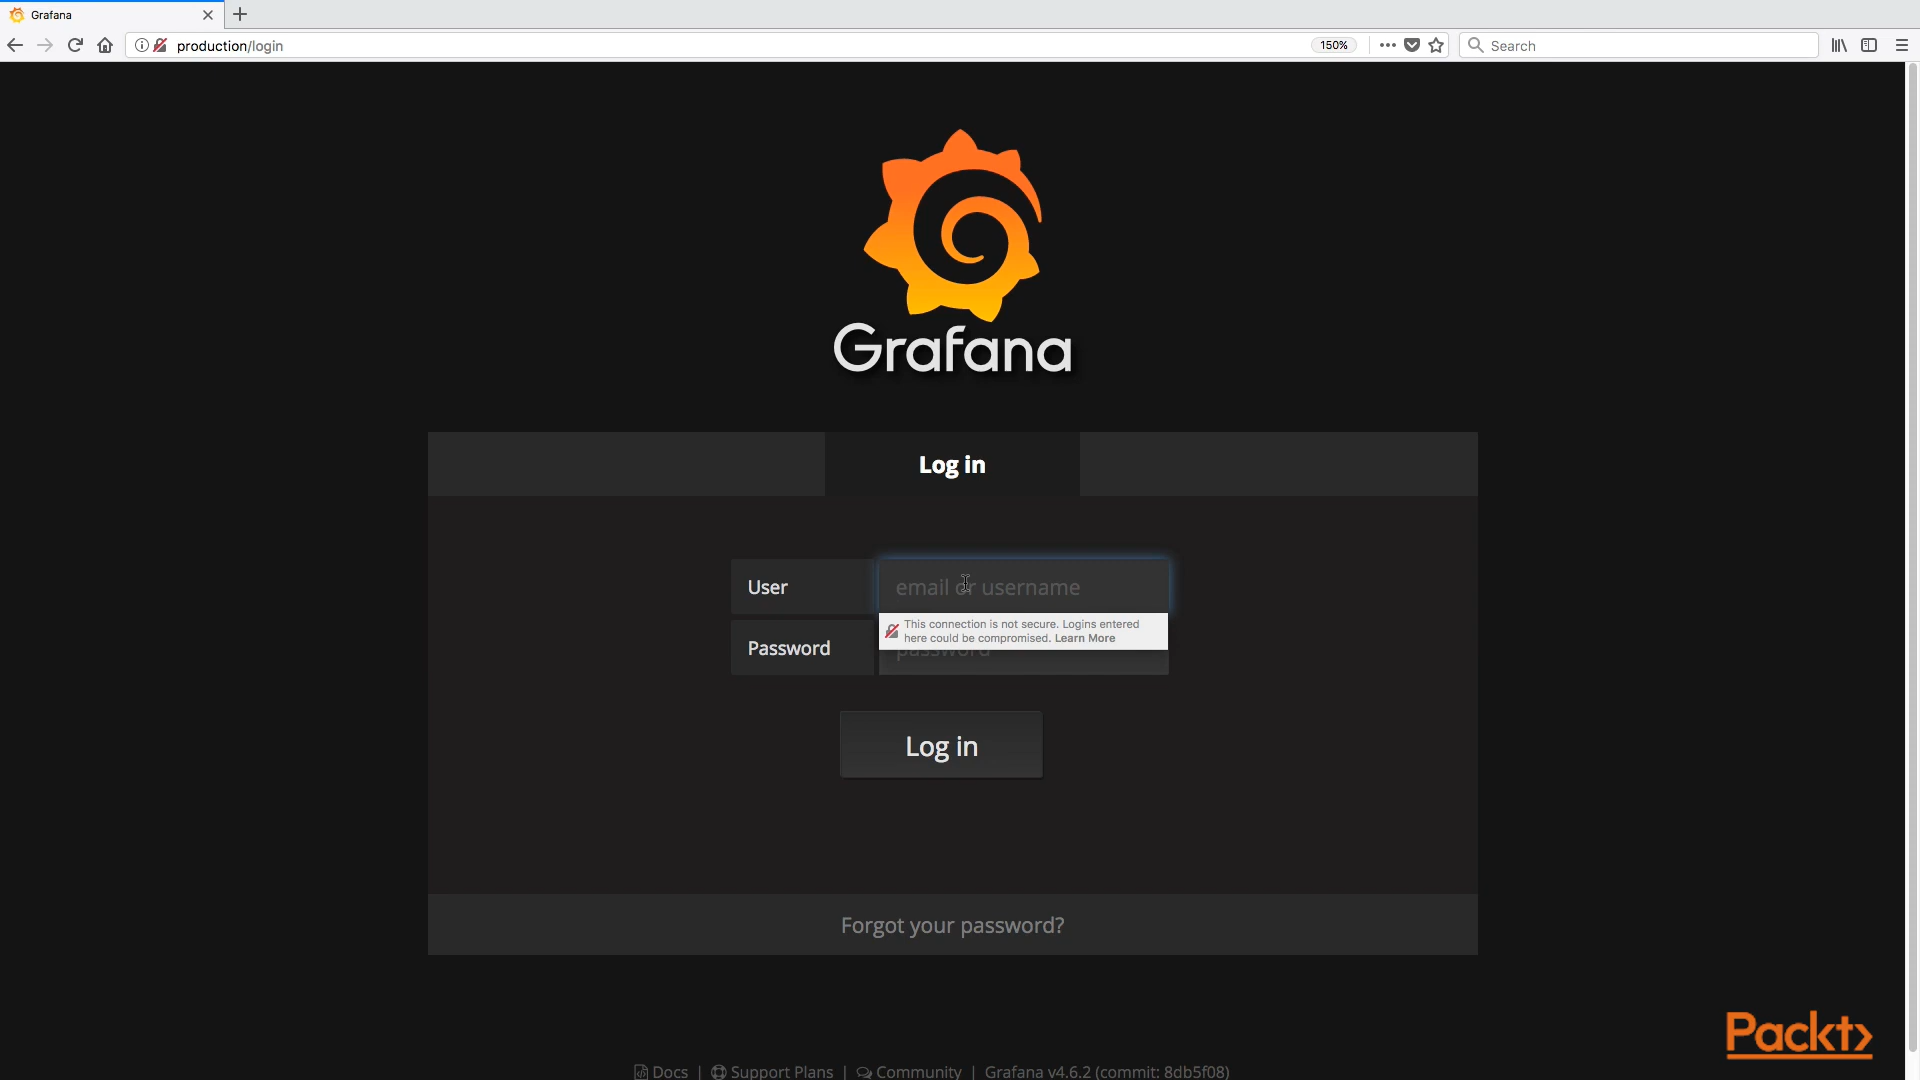 Grafana
production/login
150%
Search
Grafana
Log in
User
email or username
This connection is not secure. Logins entered
here could be compromised. Learn More
Password
password
Log in
Forgot your password?
Docs | Support Plans | Community | Grafana v4.6.2 (commit: 8db5f08)
Packt>